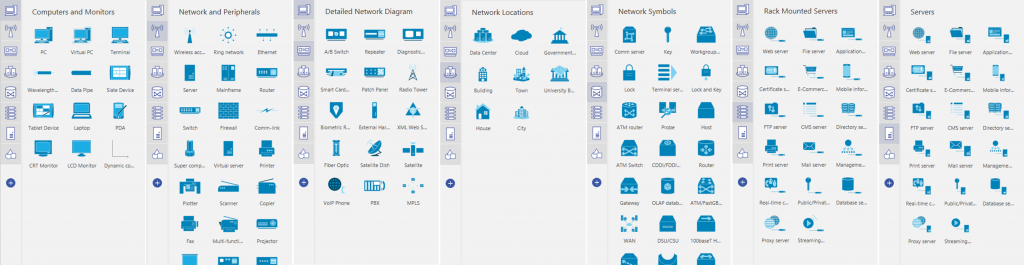 Computers and Monitors
PC
Virtual PC
Terminal
Wavelength...
Data Pipe
Slate Device
Tablet Device
Laptop
PDA
CRT Monitor
LCD Monitor
Dynamic co...
Network and Peripherals
Wireless acc...
Ring network
Ethernet
Server
Mainframe
Router
Switch
Firewall
Comm-link
Super comp...
Virtual server
Printer
Plotter
Scanner
Copier
Fax
Multi-functi...
Projector
Detailed Network Diagram
A/B Switch
Repeater
Diagnostic...
Smart Card...
Patch Panel
Radio Tower
Biometric R...
External Har...
XML Web S...
Fiber Optic
Satellite Dish
Satellite
VoIP Phone
PBX
MPLS
Network Locations
Data Center
Cloud
Government...
Building
Town
University B...
House
City
Network Symbols
Comm server
Key
Workgroup...
Lock
Terminal serv...
Lock and Key
ATM router
Probe
Host
ATM Switch
CDDI/FDDI...
Router
Gateway
OLAP datab...
ATM/FastGB...
WAN
DSU/CSU
100baseT H...
Rack Mounted Servers
Web server
File server
Application...
Certificate s...
E-Commerc...
Mobile infor...
FTP server
CMS server
Directory se...
Print server
Mail server
Manageme...
Real-time c...
Public/Privat...
Database se...
Proxy server
Streaming...
Servers
Web server
File server
Application...
Certificate s...
E-Commerc...
Mobile infor...
FTP server
CMS server
Directory se...
Print server
Mail server
Manageme...
Real-time c...
Public/Privat...
Database se...
Proxy server
Streaming...